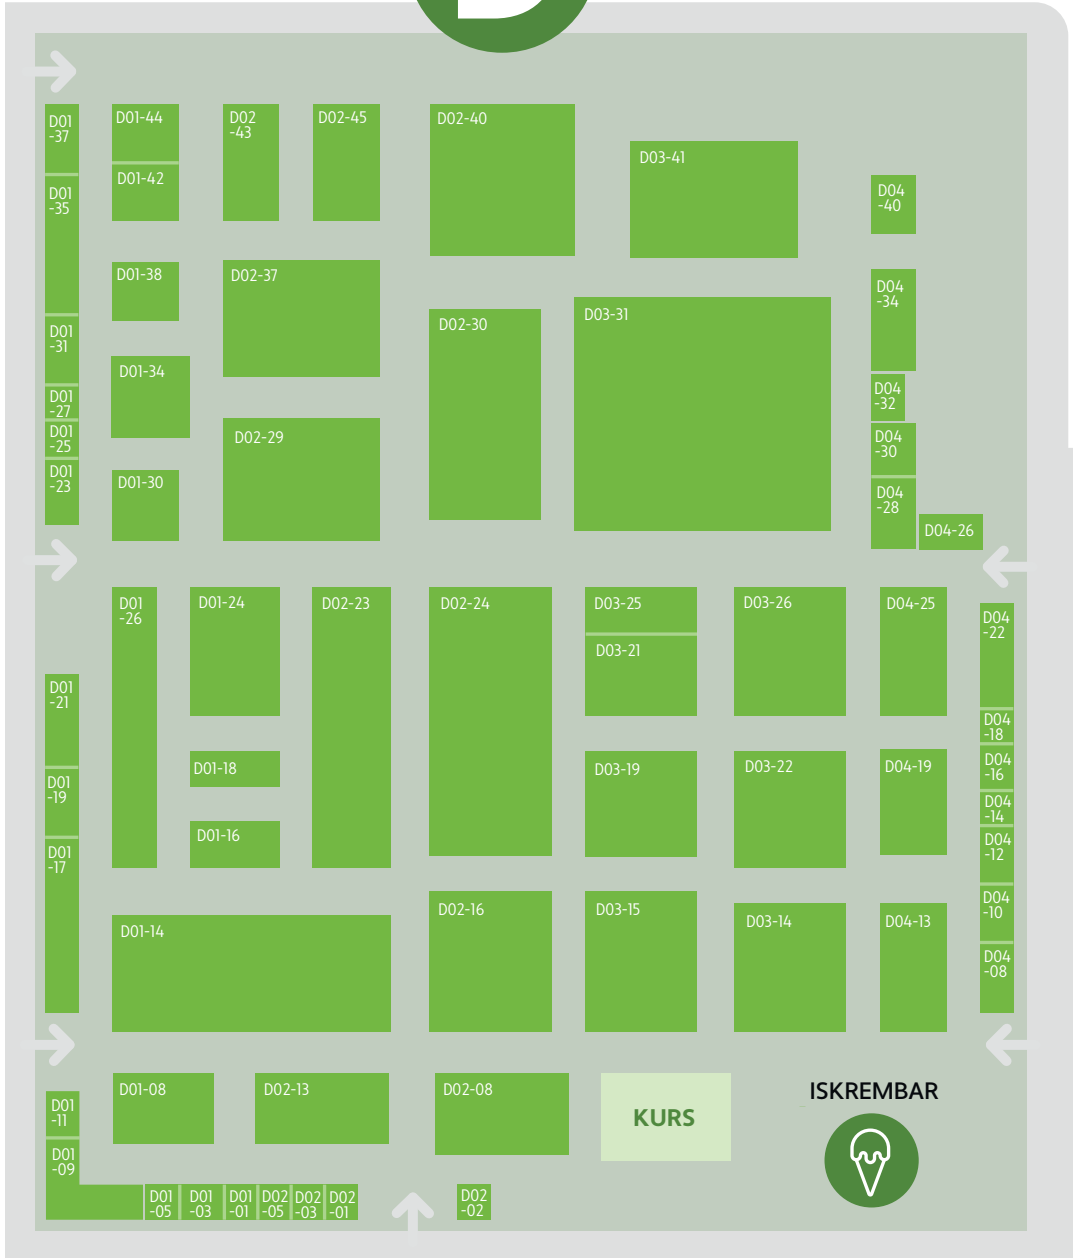 D01
-37
D01-44
D02
-43
D02-45
D02-40
D03-41
D01-42
D01
-35
D04
-40
D01-38
D02-37
D04
-34
D03-31
D02-30
D01
-31
D01-34
D01
-27
D04
-32
D01
-25
D02-29
D04
-30
D01
-23
D01-30
D04
-28
D04-26
D01
-26
D01-24
D02-23
D02-24
D03-25
D03-26
D04-25
D04
-22
D03-21
D01
-21
D04
-18
D01-18
D03-19
D03-22
D04-19
D04
-16
D01
-19
D04
-14
D01-16
D04
-12
D01
-17
D04
-10
D02-16
D03-15
D03-14
D04-13
D01-14
D04
-08
D01-08
D02-13
D02-08
KURS
ISKREMBAR
D01
-11
D01
-09
D01
-05
D01
-03
D01
-01
D02
-05
D02
-03
D02
-01
D02
-02